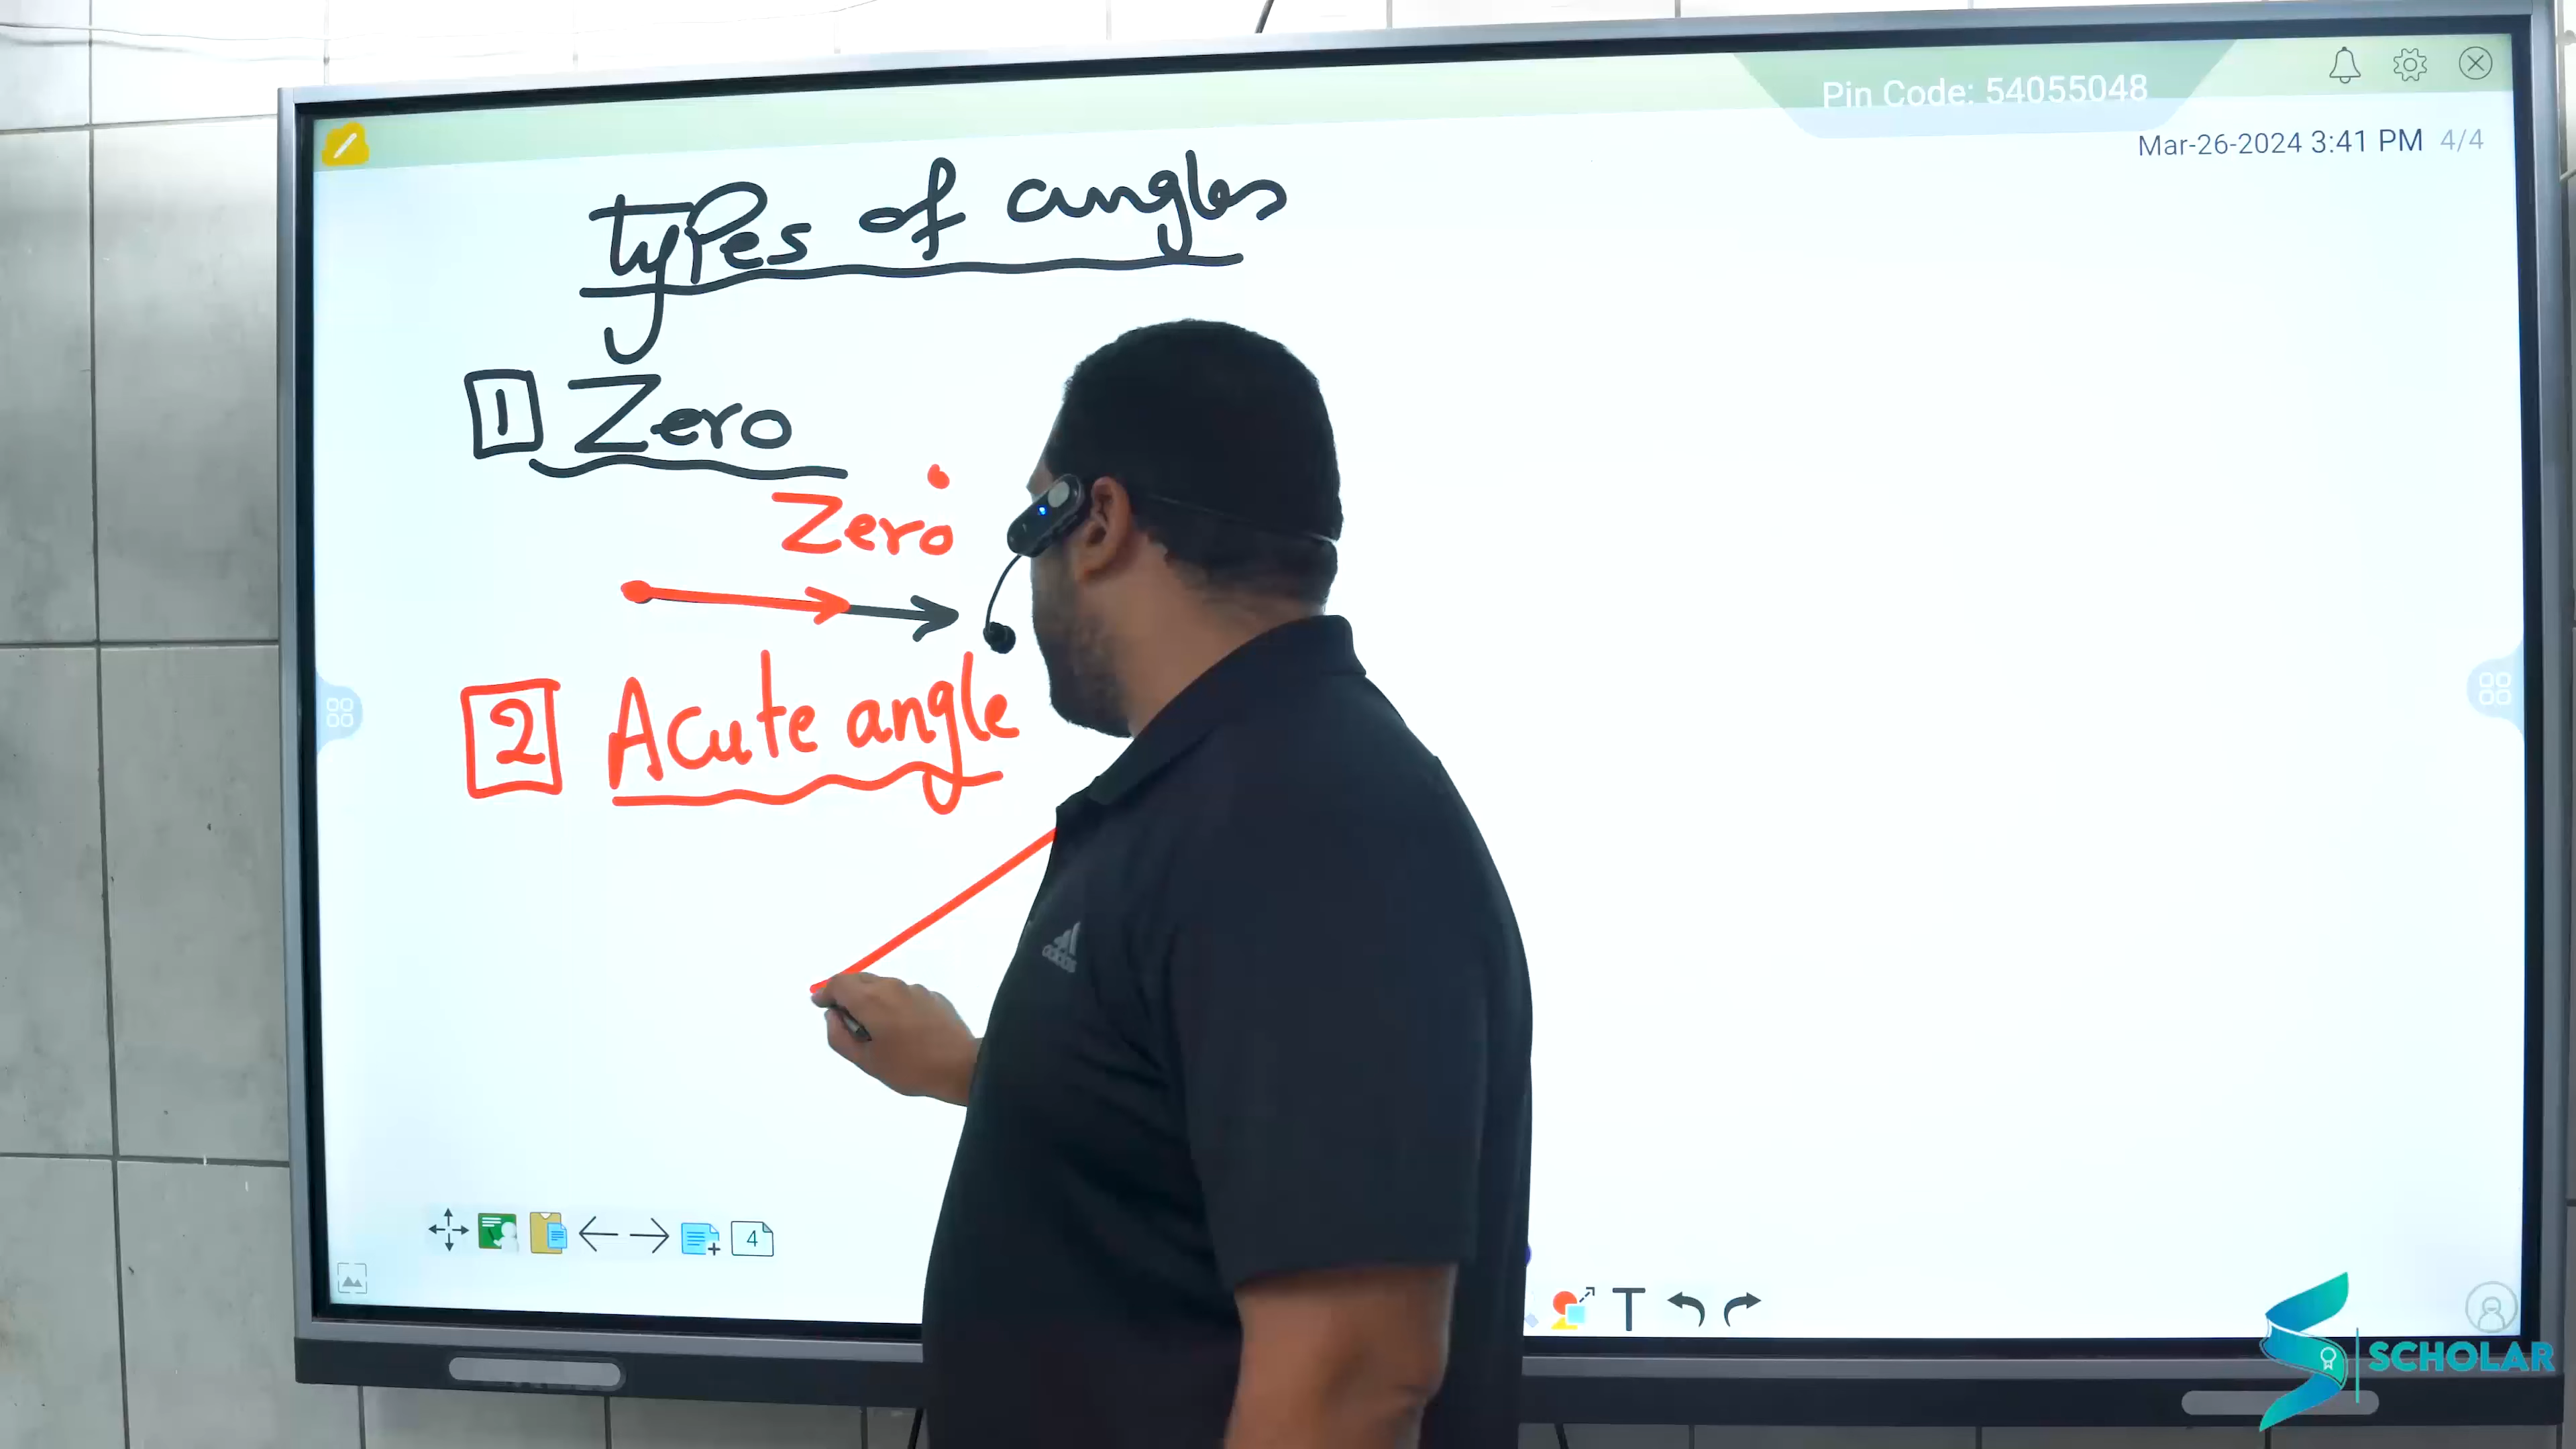 Pin Code: 54055048
Mar-26-2024 3:41 PM 4/4
types of angles
1 Zero
Zero
2 Acute angle
adidas
4
T
SCHOLAR